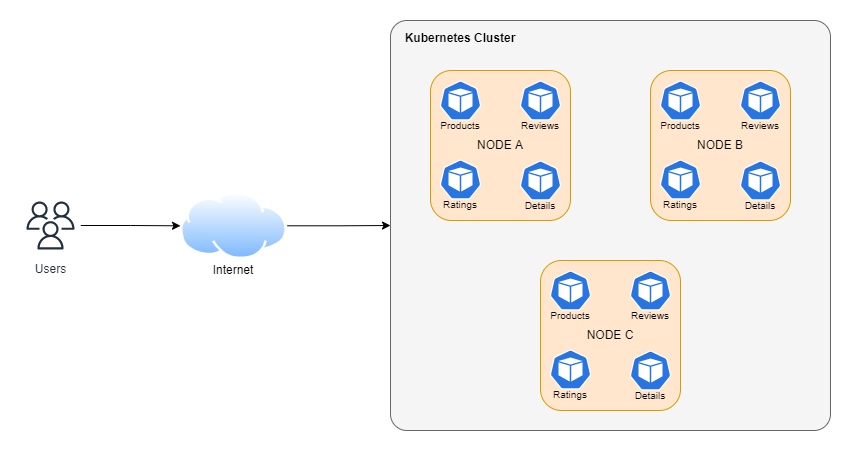 Kubernetes Cluster
Products
Reviews
NODE A
Ratings
Details
Products
Reviews
NODE B
Ratings
Details
Users
Internet
Products
Reviews
NODE C
Ratings
Details